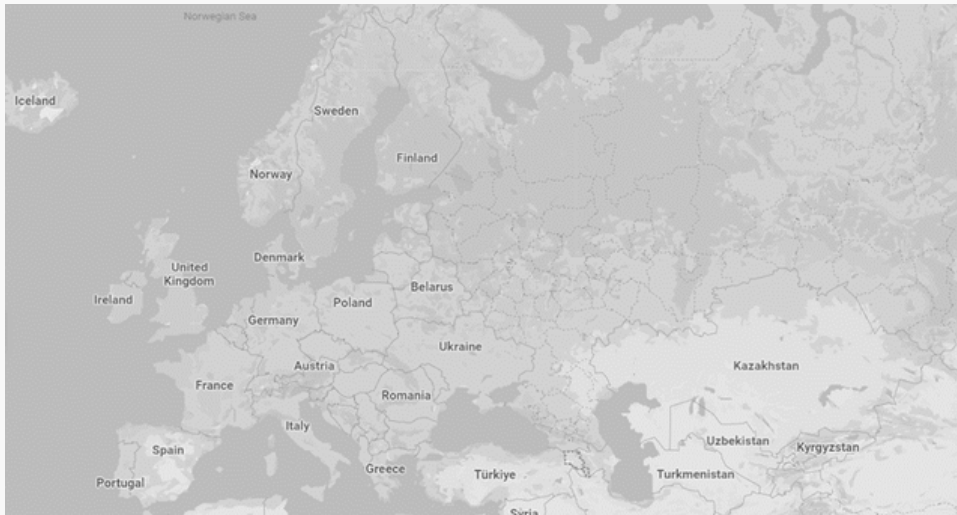 Norwegian Sea
Iceland
Sweden
Finland
Norway
Denmark
United
Kingdom
Ireland
Belarus
Poland
Germany
Ukraine
Austria
Kazakhstan
France
Romania
Italy
Uzbekistan
Kyrgyzstan
Spain
Greece
Türkiye
Turkmenistan
Portugal
Syria